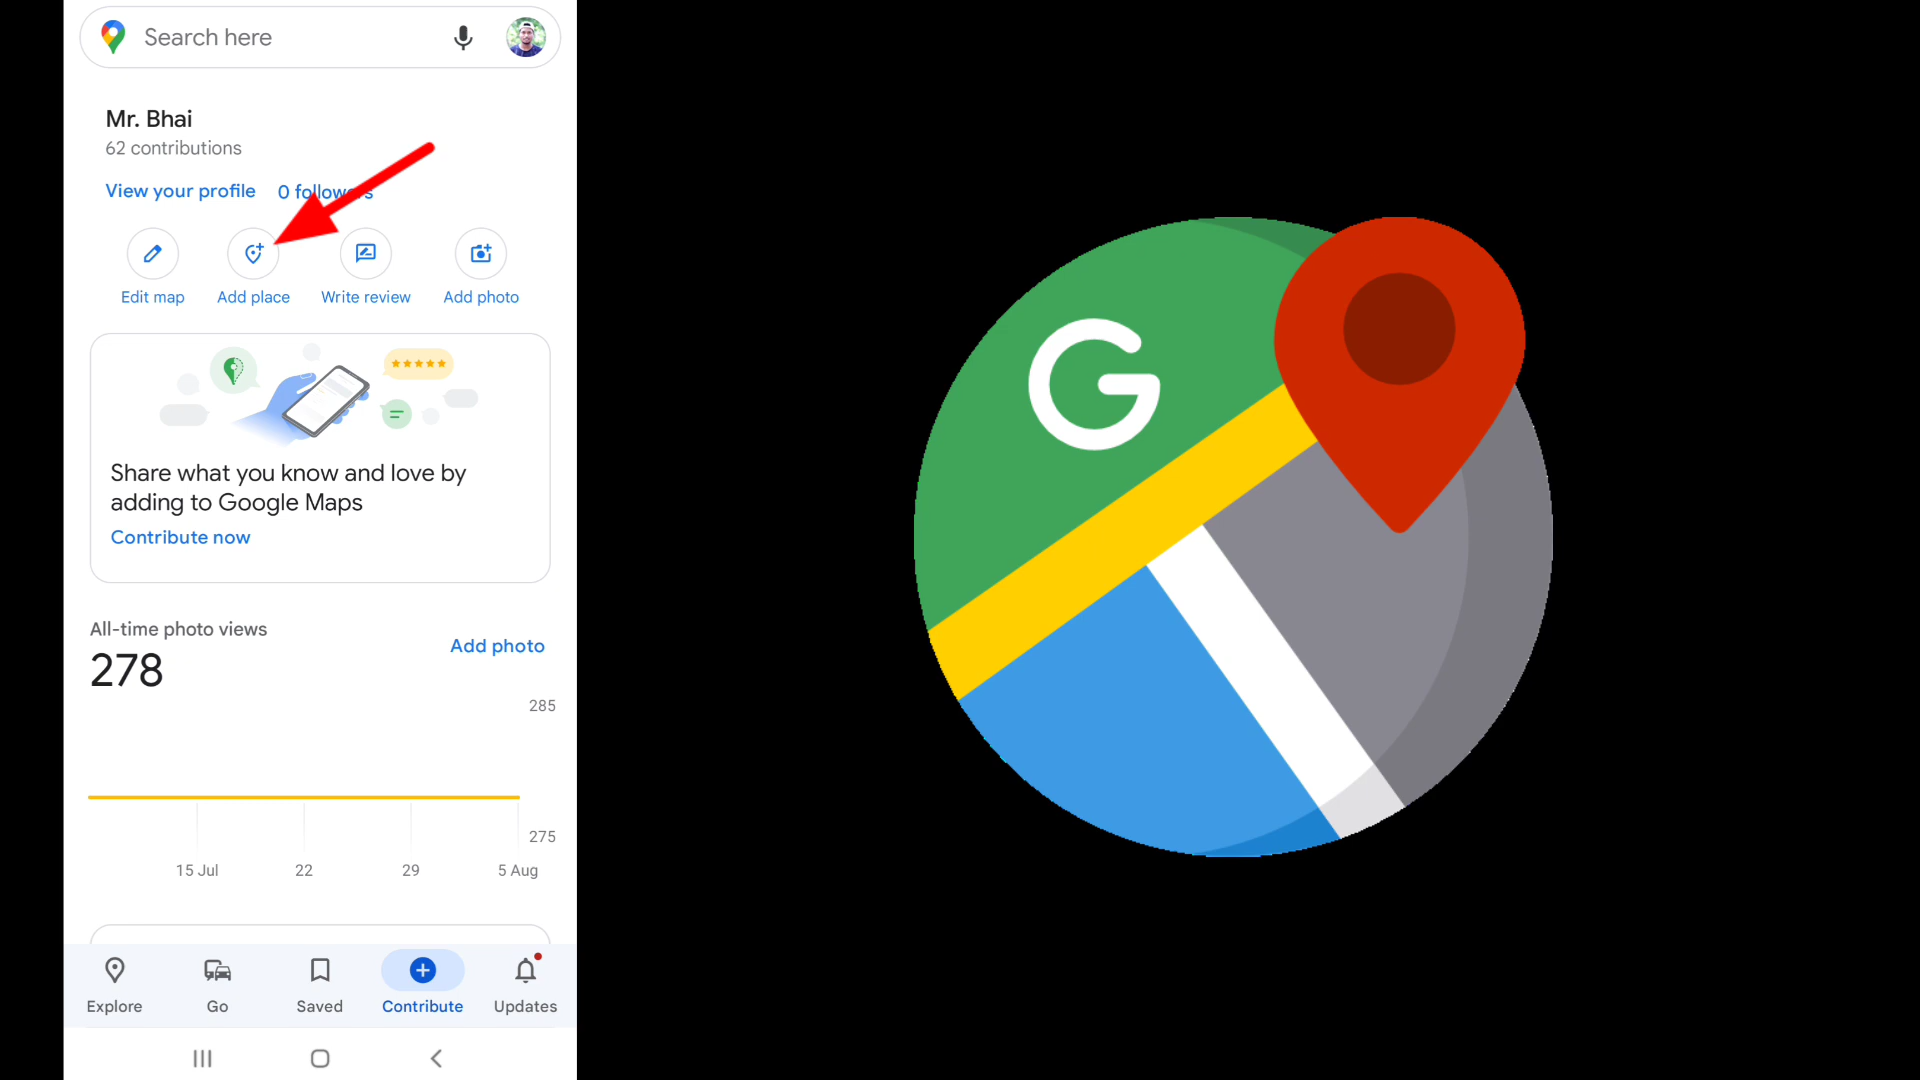 Search here
Mr. Bhai
62 contributions
View your profile 0 followers
Edit map Add place Write review Add photo
Share what you know and love by
adding to Google Maps
Contribute now
All-time photo views
278
Add photo
285
275
15 Jul 22 29 5 Aug
Explore Go Saved Contribute Updates
G